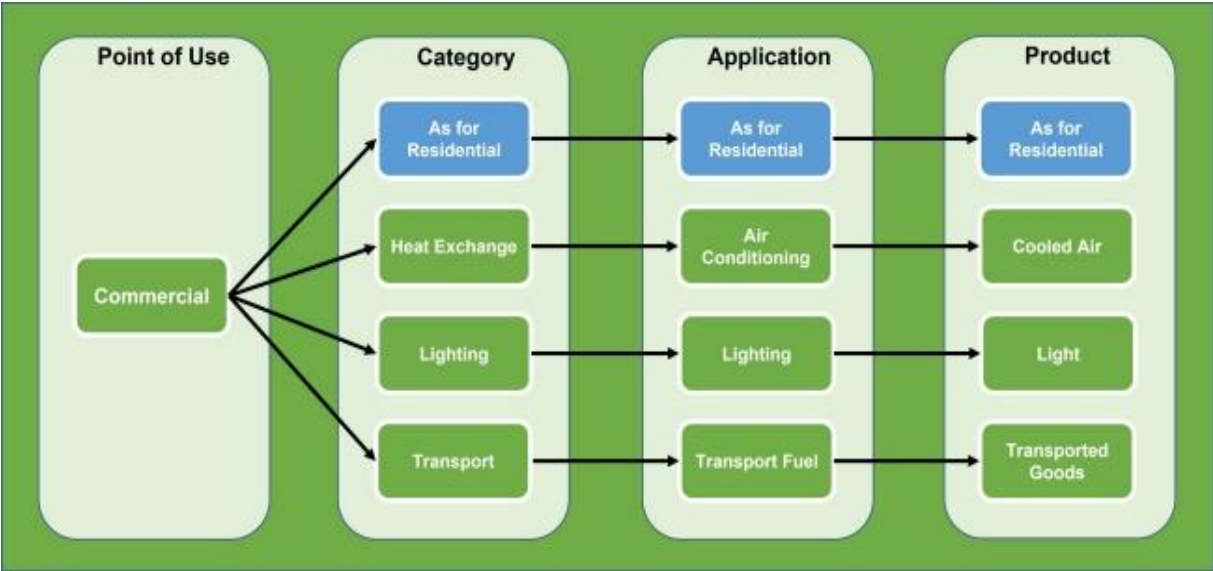 Point of Use
Category
Application
Product
As for
Residential
As for
Residential
As for
Residential
Heat Exchange
Air
Conditioning
Cooled Air
Commercial
Lighting
Lighting
Light
Transport
Transport Fuel
Transported
Goods